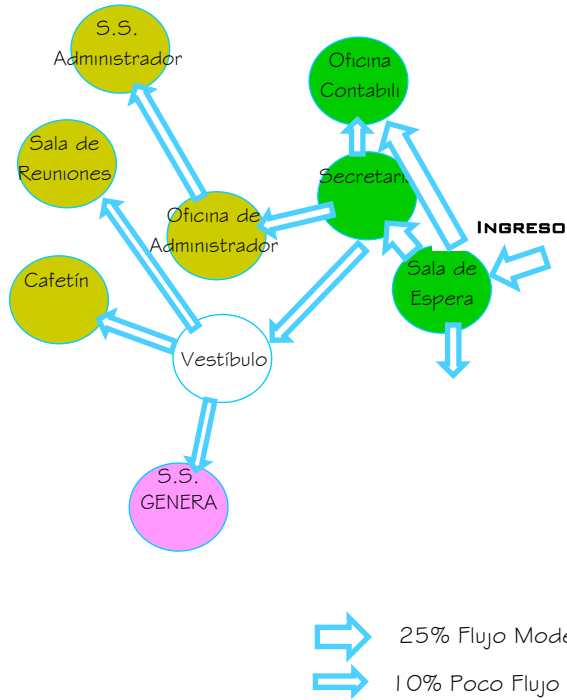 S.S.
Administrador
Oficina
Contabili
Sala de
Reuniones
Secretari
Oficina de
Administrador
INGRESO
Sala de
Espera
Cafetín
Vestíbulo
S.S.
GENERA
25% Flujo Mode
10% Poco Flujo